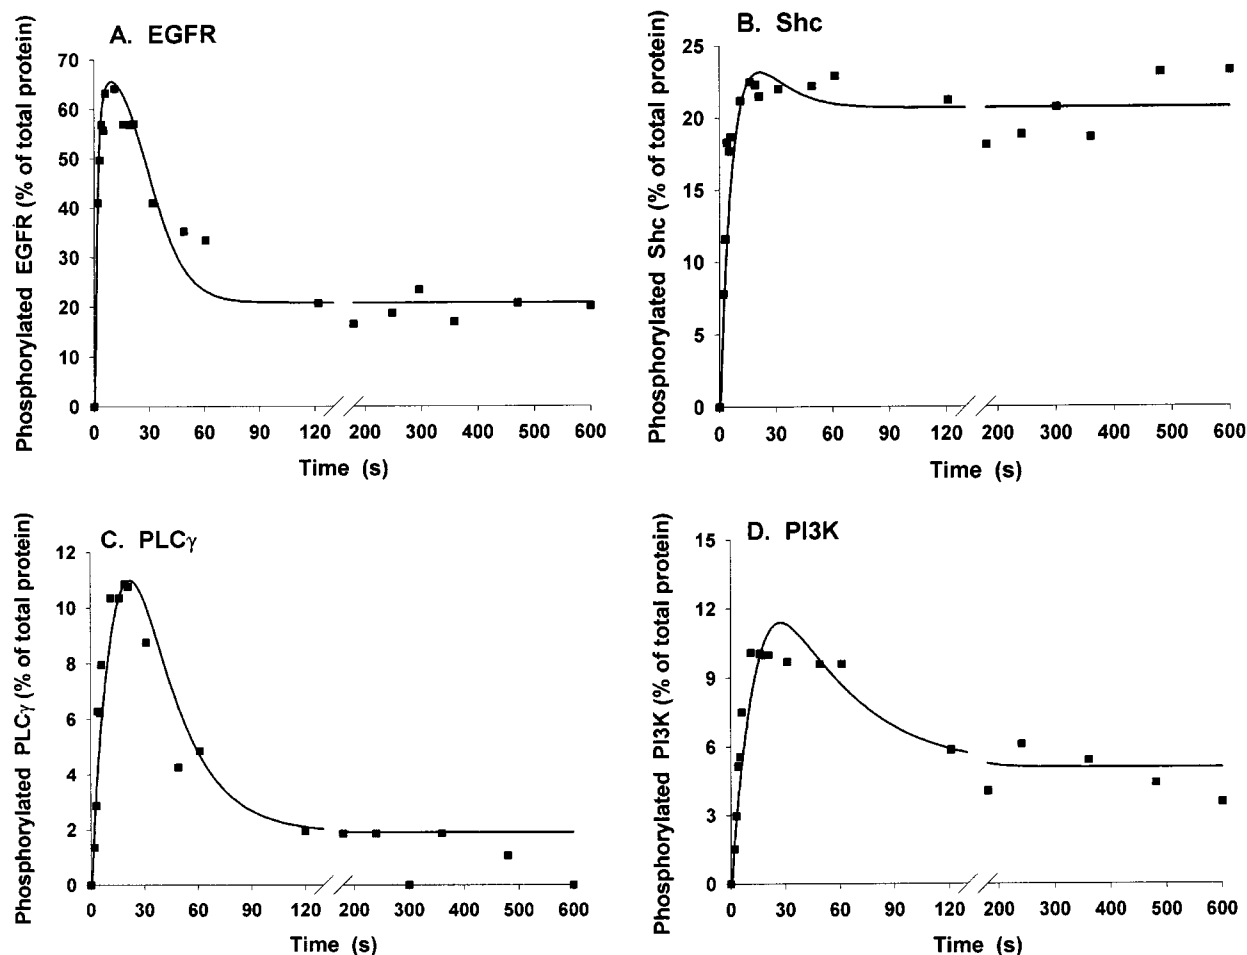 A. EGFR
Phosphorylated EGFR (% of total protein)
70
60
50
40
30
20
10
0
0 30 60 90 120 200 300 400 500 600
Time (s)
B. Shc
Phosphorylated Shc (% of total protein)
25
20
15
10
5
0
0 30 60 90 120 200 300 400 500 600
Time (s)
C. PLCγ
Phosphorylated PLCγ (% of total protein)
12
10
8
6
4
2
0
0 30 60 90 120 200 300 400 500 600
Time (s)
D. PI3K
Phosphorylated PI3K (% of total protein)
15
12
9
6
3
0
0 30 60 90 120 200 300 400 500 600
Time (s)